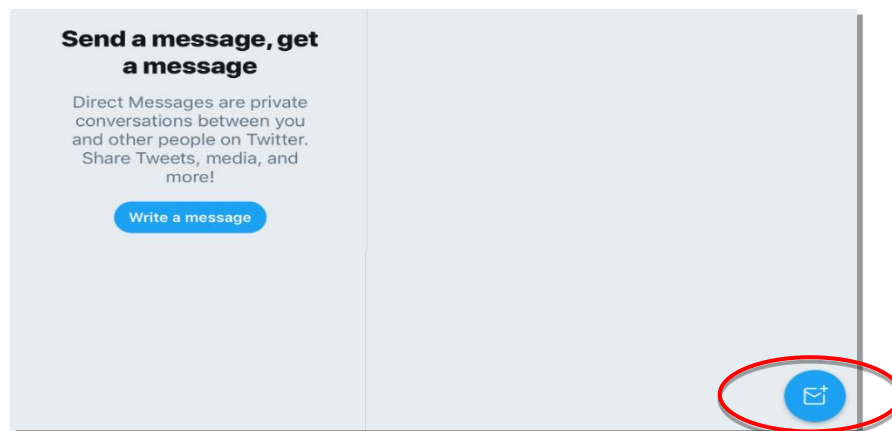 Send a message, get
a message
Direct Messages are private
conversations between you
and other people on Twitter.
Share Tweets, media, and
more!
Write a message